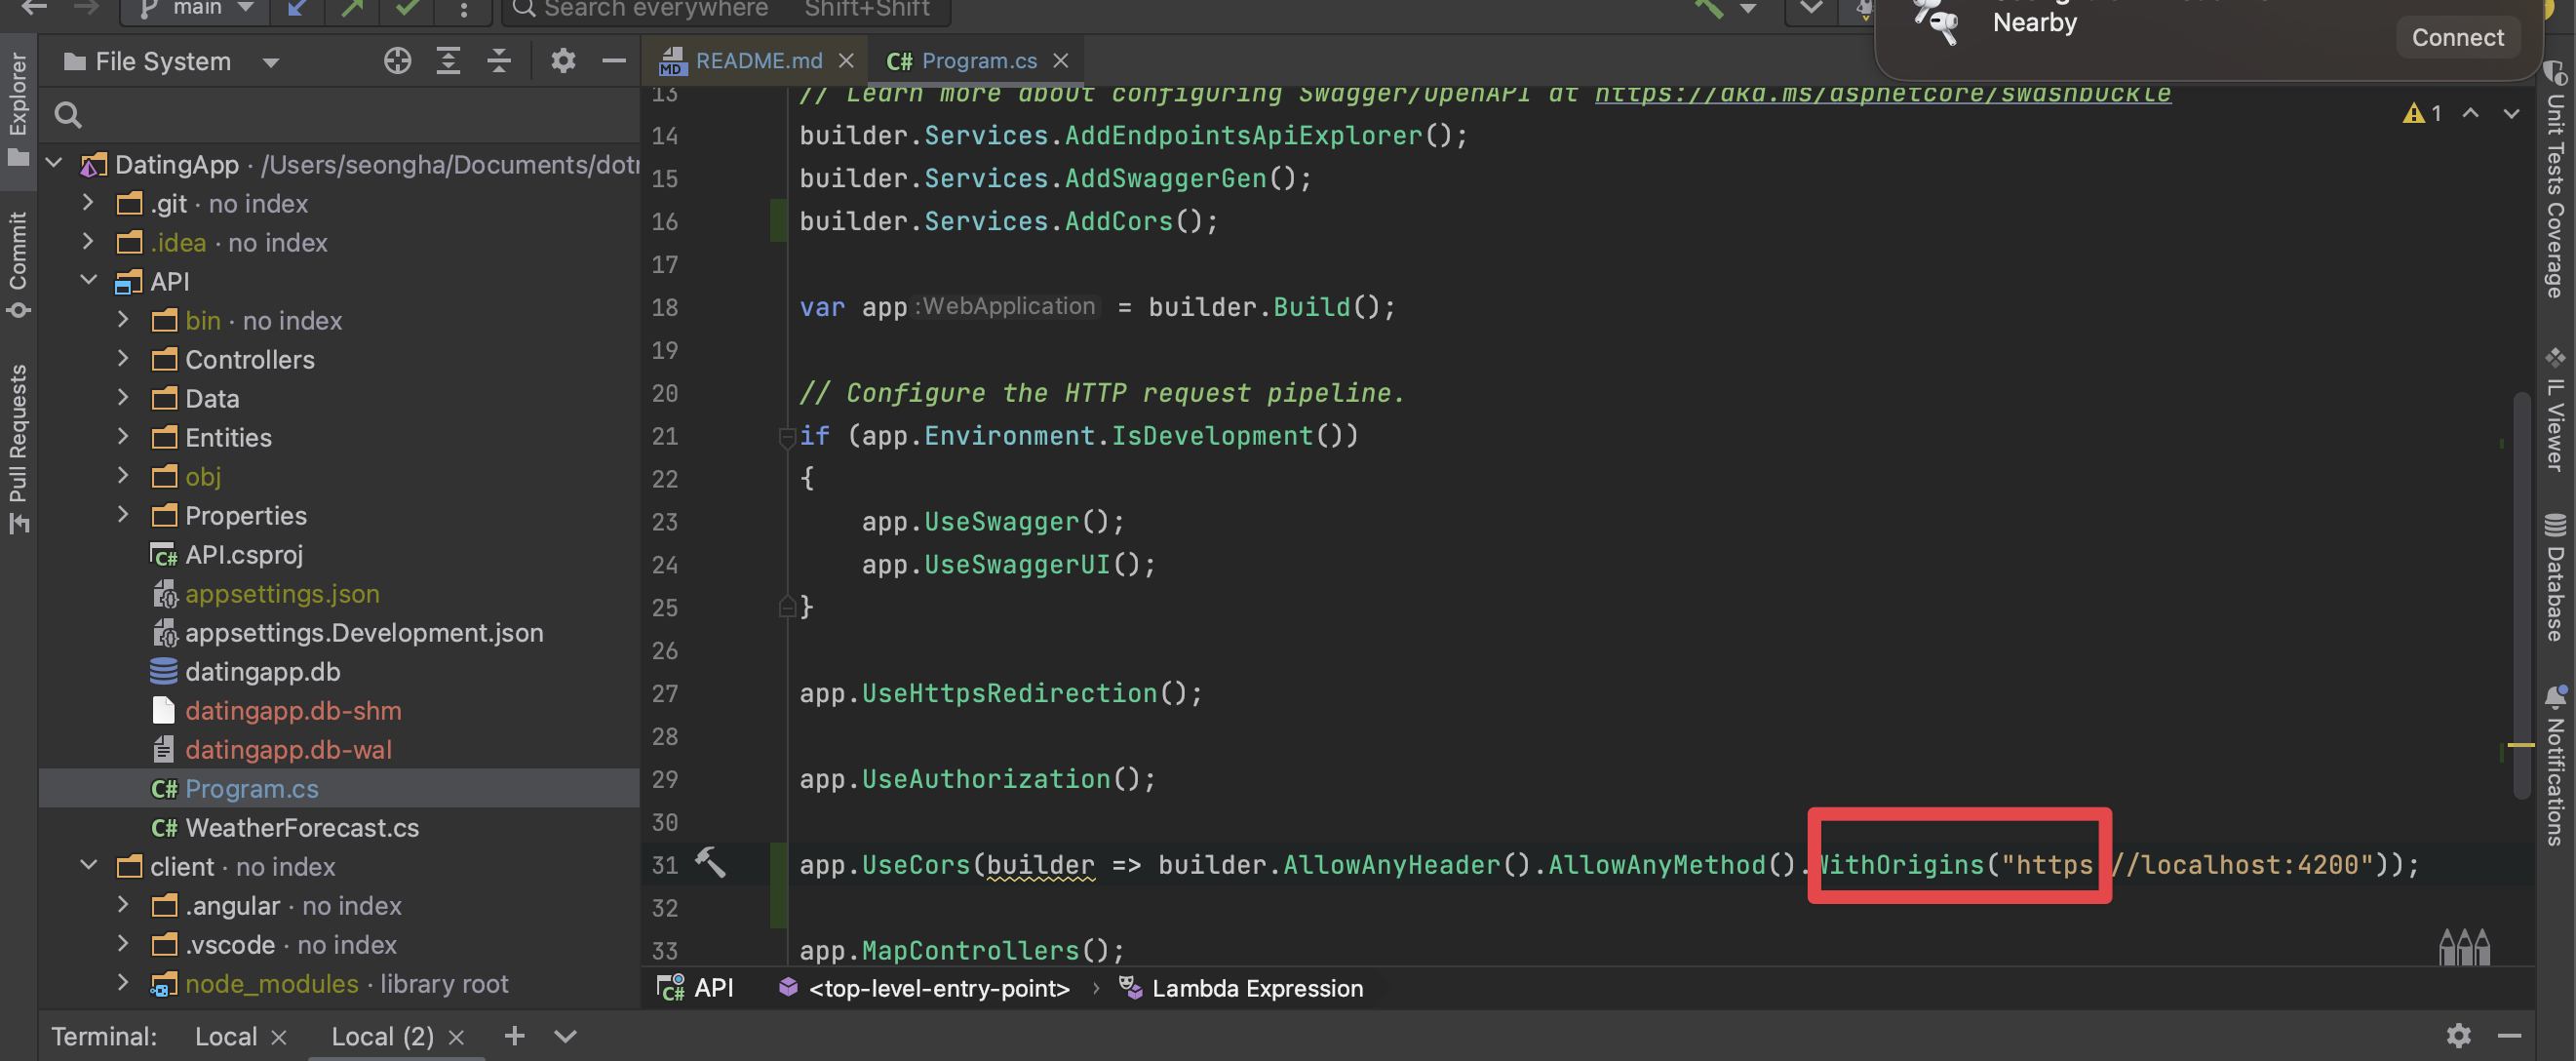 main
Search everywhere Shift+Shift
Nearby
Connect
File System
README.md
Program.cs
Explorer
Commit
Pull Requests
DatingApp · /Users/seongha/Documents/dotn
.git · no index
.idea · no index
API
bin · no index
Controllers
Data
Entities
obj
Properties
API.csproj
appsettings.json
appsettings.Development.json
datingapp.db
datingapp.db-shm
datingapp.db-wal
Program.cs
WeatherForecast.cs
client · no index
.angular · no index
.vscode · no index
node_modules · library root
13 // Learn more about configuring Swagger/OpenAPI at https://aka.ms/aspnetcore/swashbuckle
14 builder.Services.AddEndpointsApiExplorer();
15 builder.Services.AddSwaggerGen();
16 builder.Services.AddCors();
17
18 var app :WebApplication = builder.Build();
19
20 // Configure the HTTP request pipeline.
21 if (app.Environment.IsDevelopment())
22 {
23 app.UseSwagger();
24 app.UseSwaggerUI();
25 }
26
27 app.UseHttpsRedirection();
28
29 app.UseAuthorization();
30
31 app.UseCors(builder => builder.AllowAnyHeader().AllowAnyMethod().WithOrigins("https://localhost:4200"));
32
33 app.MapControllers();
1
Unit Tests Coverage
IL Viewer
Database
Notifications
API <top-level-entry-point> › Lambda Expression
Terminal: Local Local (2)